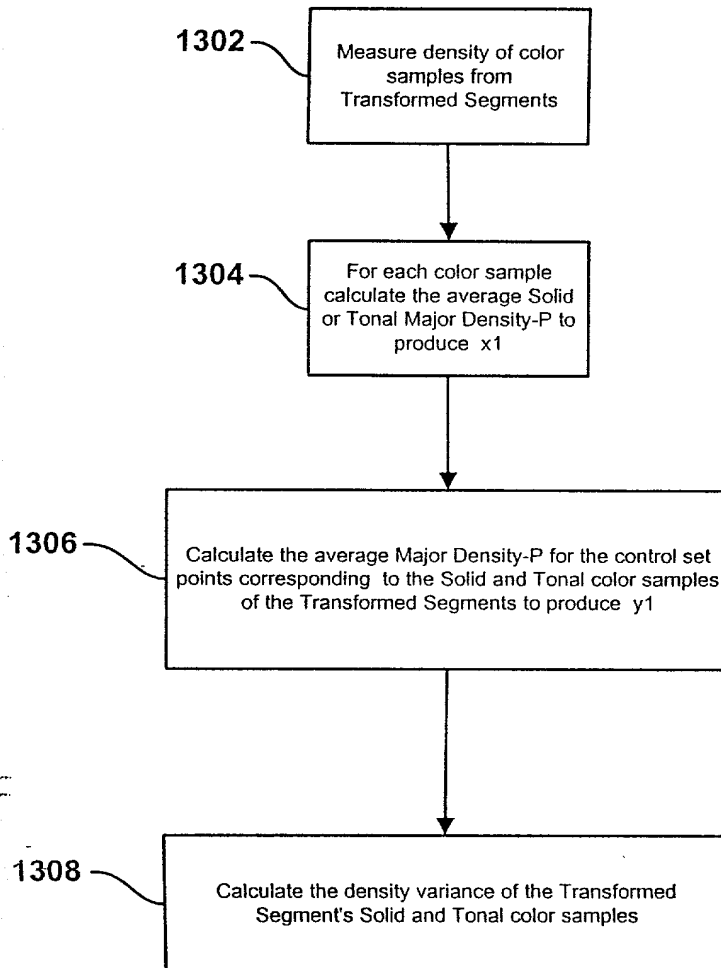 1302
Measure density of color
samples from
Transformed Segments
1304
For each color sample
calculate the average Solid
or Tonal Major Density-P to
produce x1
1306
Calculate the average Major Density-P for the control set
points corresponding to the Solid and Tonal color samples
of the Transformed Segments to produce y1
1308
Calculate the density variance of the Transformed
Segment's Solid and Tonal color samples